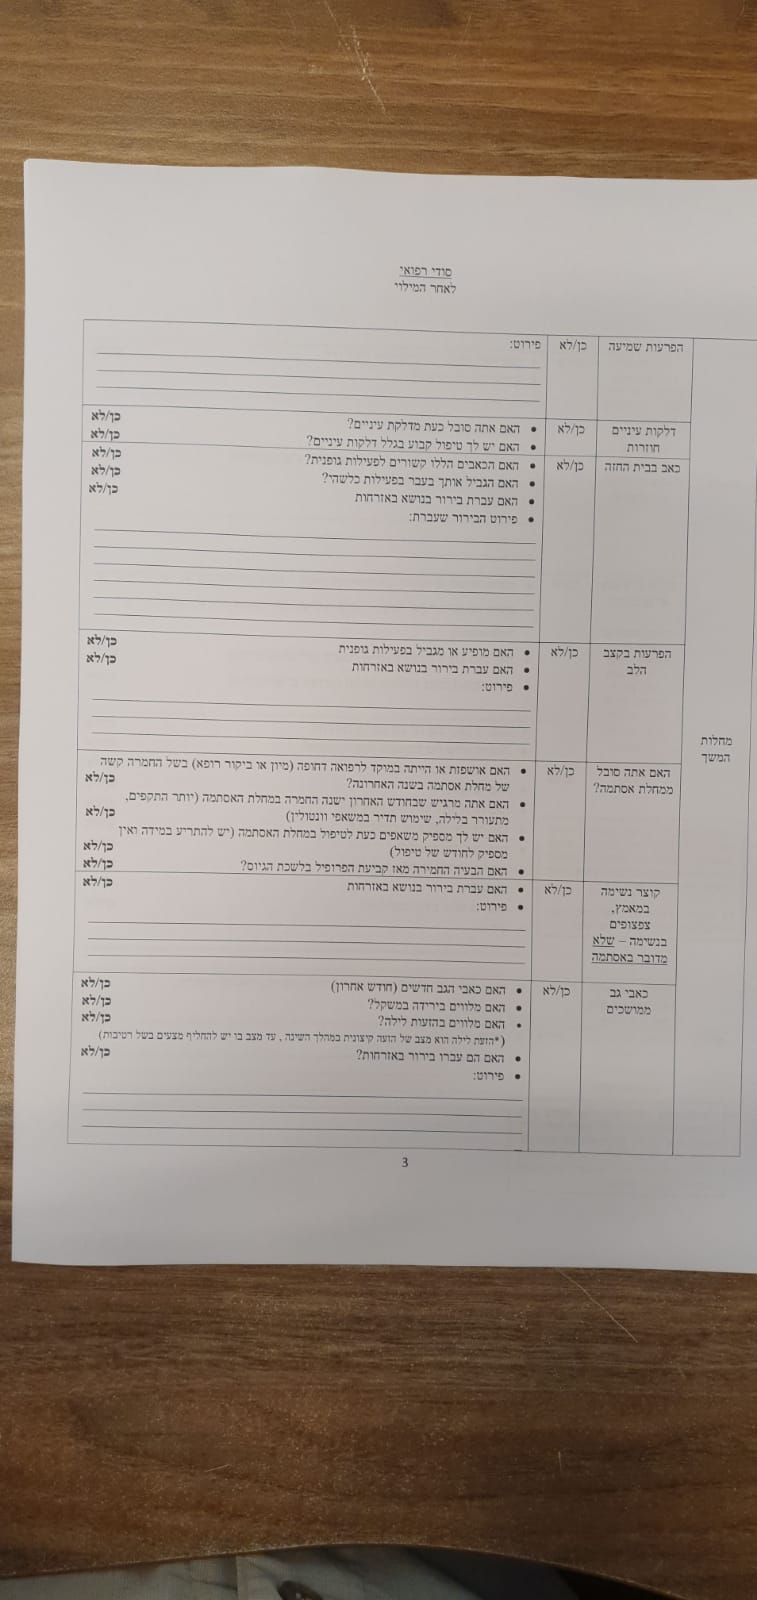 סודי רפואי
לאחר המילוי
מחלות
המשך
הפרעות שמיעה
כן/לא
פירוט:
דלקות עיניים
חוזרות
כן/לא
• האם אתה סובל כעת מדלקת עיניים? כן/לא
• האם יש לך טיפול קבוע בגלל דלקות עיניים? כן/לא
כאב בבית החזה
כן/לא
• האם הכאבים הללו קשורים לפעילות גופנית? כן/לא
• האם הגביל אותך בעבר בפעילות כלשהי? כן/לא
• האם עברת בירור בנושא באזרחות כן/לא
• פירוט הבירור שעברת:
הפרעות בקצב
הלב
כן/לא
• האם מופיע או מגביל בפעילות גופנית כן/לא
• האם עברת בירור בנושא באזרחות כן/לא
• פירוט:
האם אתה סובל
ממחלת אסתמה?
כן/לא
• האם אושפזת או הייתה במוקד לרפואה דחופה (מיון או ביקור רופא) בשל החמרה קשה
של מחלת אסתמה בשנה האחרונה? כן/לא
• האם אתה מרגיש שבחודש האחרון ישנה החמרה במחלת האסתמה (יותר התקפים,
מתעורר בלילה, שימוש תדיר במשאפי וונטולין) כן/לא
• האם יש לך מספיק משאפים כעת לטיפול במחלת האסתמה (יש להתריע במידה ואין
מספיק לחודש של טיפול) כן/לא
• האם הבעיה החמירה מאז קביעת הפרופיל בלשכת הגיוס? כן/לא
קוצר נשימה
במאמץ,
צפצופים
בנשימה – שלא
מדובר באסתמה
כן/לא
• האם עברת בירור בנושא באזרחות כן/לא
• פירוט:
כאבי גב
ממושכים
כן/לא
• האם כאבי הגב חדשים (חודש אחרון) כן/לא
• האם מלווים בירידה במשקל? כן/לא
• האם מלווים בהזעות לילה? כן/לא
(*הזעת לילה הוא מצב של הזעה קיצונית במהלך השינה , עד מצב בו יש להחליף מצעים בשל רטיבות)
• האם הם עברו בירור באזרחות? כן/לא
• פירוט:
3